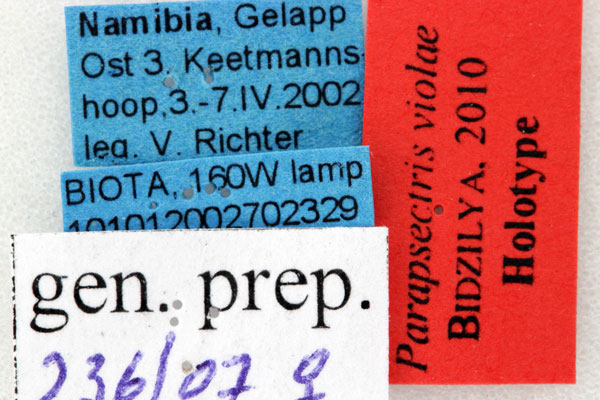 Namibia, Gelapp
Ost 3. Keetmanns-
hoop,3.-7.IV.2002
leg. V. Richter
BIOTA, 160W lamp
101012002702329
gen. prep.
236/07 ♀
Parapsectris violae
BIDZILYA, 2010
Holotype